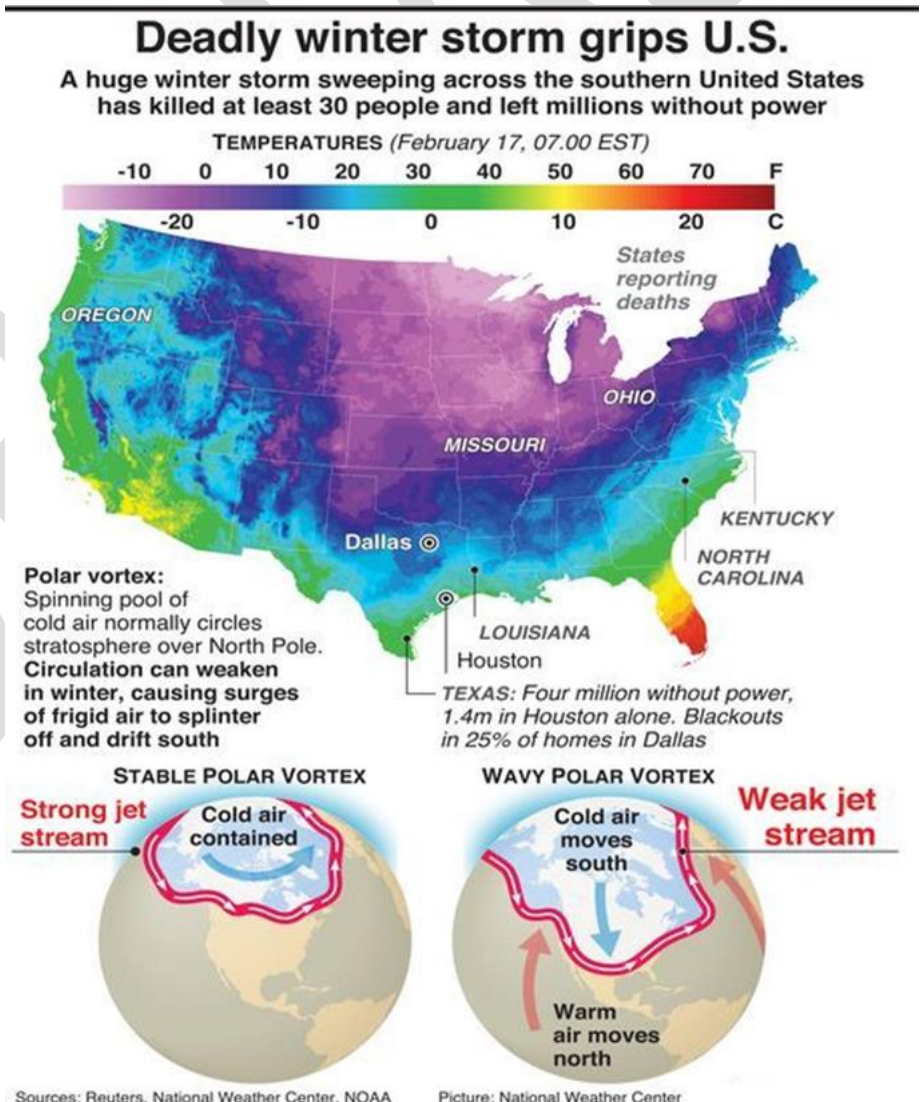 Deadly winter storm grips U.S.
A huge winter storm sweeping across the southern United States
has killed at least 30 people and left millions without power
TEMPERATURES (February 17, 07.00 EST)
-10 0 10 20 30 40 50 60 70 F
-20 -10 0 10 20 C
States
reporting
deaths
OREGON
OHIO
MISSOURI
KENTUCKY
Dallas
NORTH
CAROLINA
LOUISIANA
Houston
TEXAS: Four million without power,
1.4m in Houston alone. Blackouts
in 25% of homes in Dallas
Polar vortex:
Spinning pool of
cold air normally circles
stratosphere over North Pole.
Circulation can weaken
in winter, causing surges
of frigid air to splinter
off and drift south
STABLE POLAR VORTEX
Strong jet
stream
Cold air
contained
WAVY POLAR VORTEX
Cold air
moves
south
Weak jet
stream
Warm
air moves
north
Sources: Reuters, National Weather Center, NOAA
Picture: National Weather Center